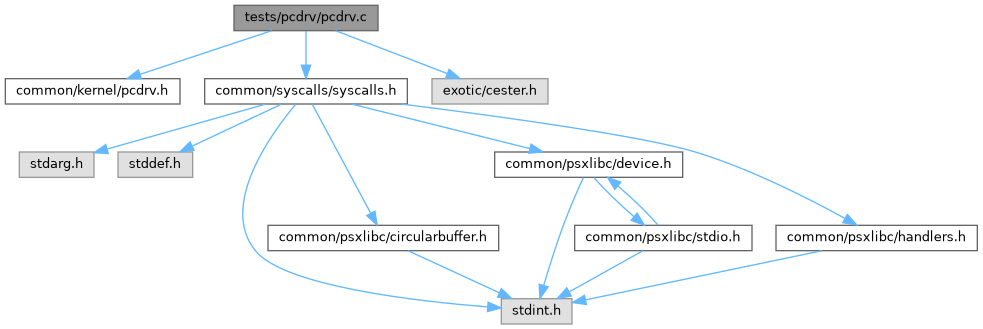 tests/pcdrv/pcdrv.c
common/kernel/pcdrv.h
common/syscalls/syscalls.h
exotic/cester.h
stdarg.h
stddef.h
common/psxlibc/device.h
common/psxlibc/circularbuffer.h
common/psxlibc/stdio.h
common/psxlibc/handlers.h
stdint.h